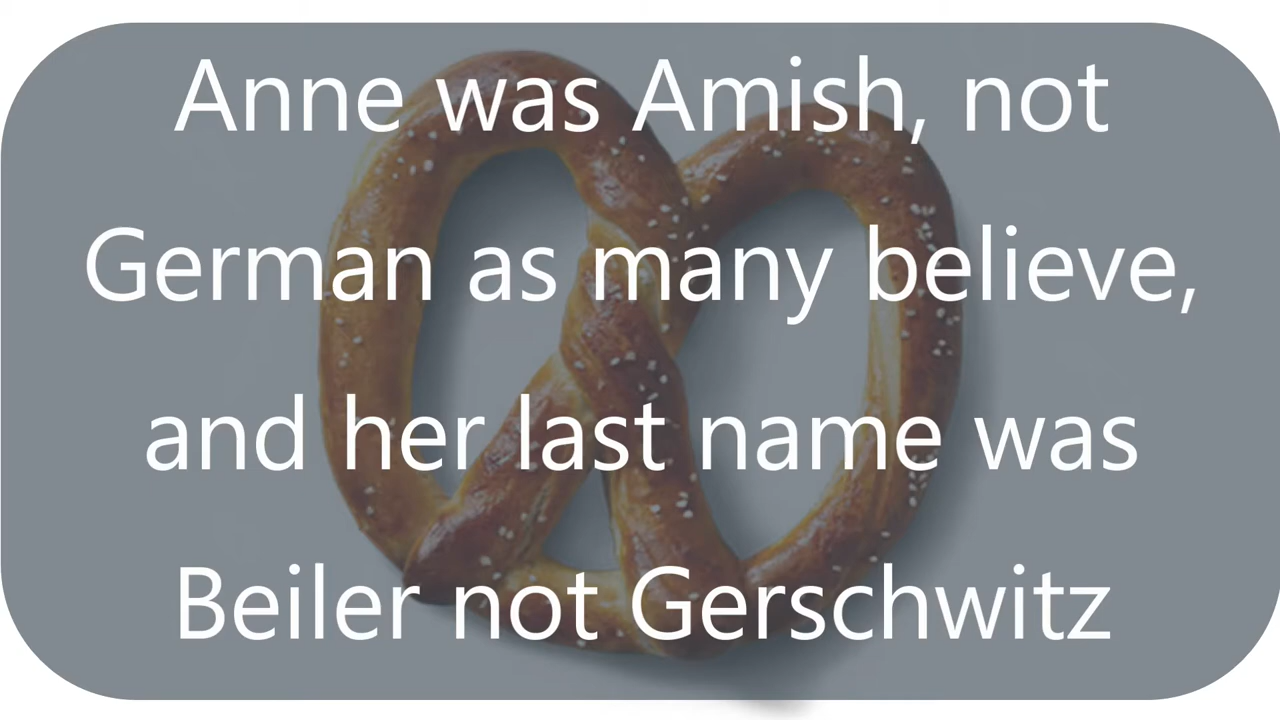 Anne was Amish, not
German as many believe,
and her last name was
Beiler not Gerschwitz